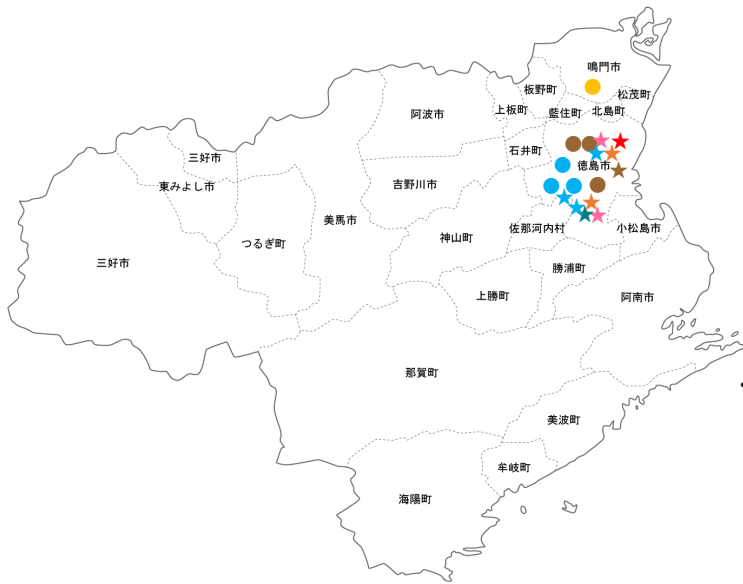 鳴門市
板野町
松茂町
上板町
藍住町
北島町
阿波市
石井町
三好市
徳島市
東みよし市
吉野川市
美馬市
佐那河内村
小松島市
神山町
つるぎ町
三好市
勝浦町
上勝町
阿南市
那賀町
美波町
牟岐町
海陽町